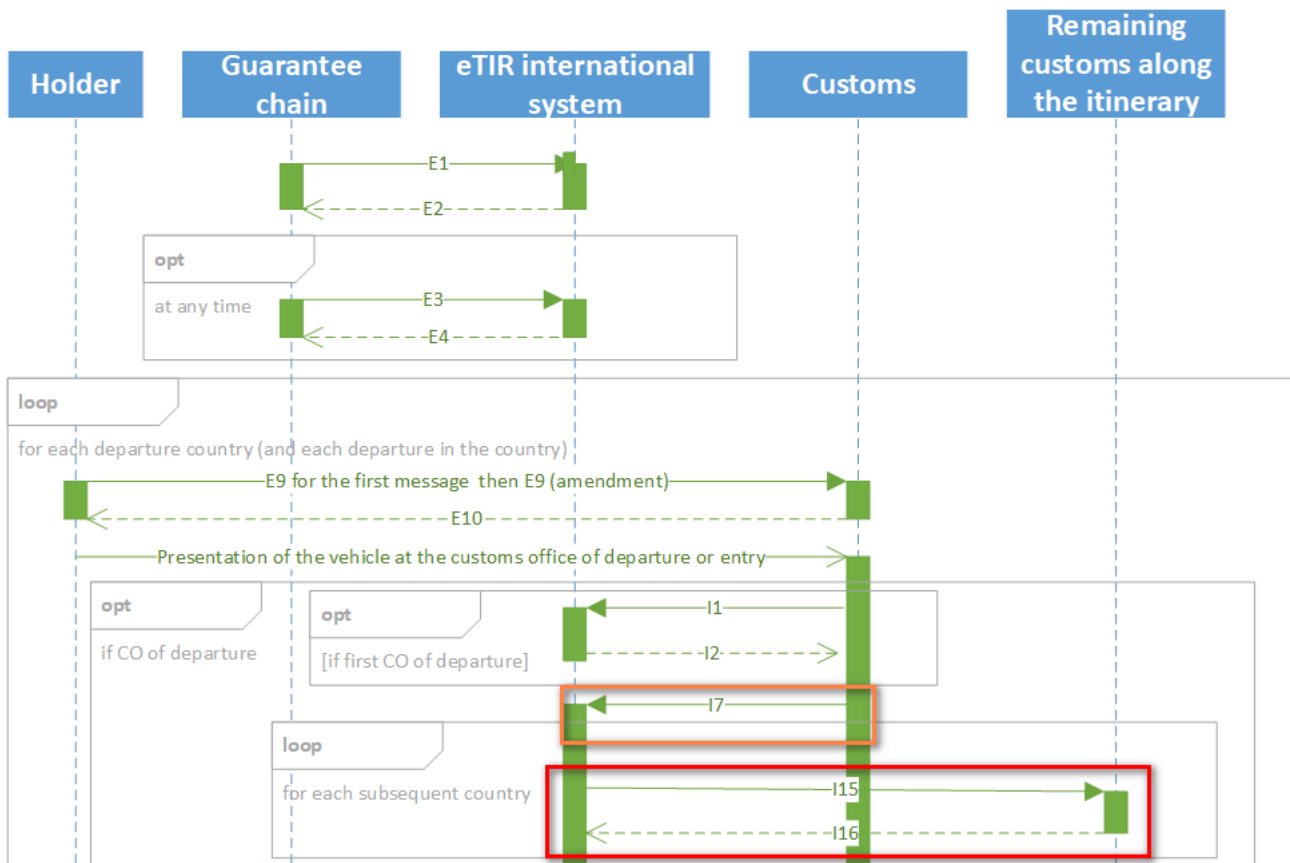 Holder
Guarantee
chain
eTIR international
system
Customs
Remaining
customs along
the itinerary
E1
E2
opt
at any time
E3
E4
loop
for each departure country (and each departure in the country)
E9 for the first message then E9 (amendment)
E10
Presentation of the vehicle at the customs office of departure or entry
opt
if CO of departure
opt
[if first CO of departure]
I1
I2
I7
loop
for each subsequent country
I15
I16